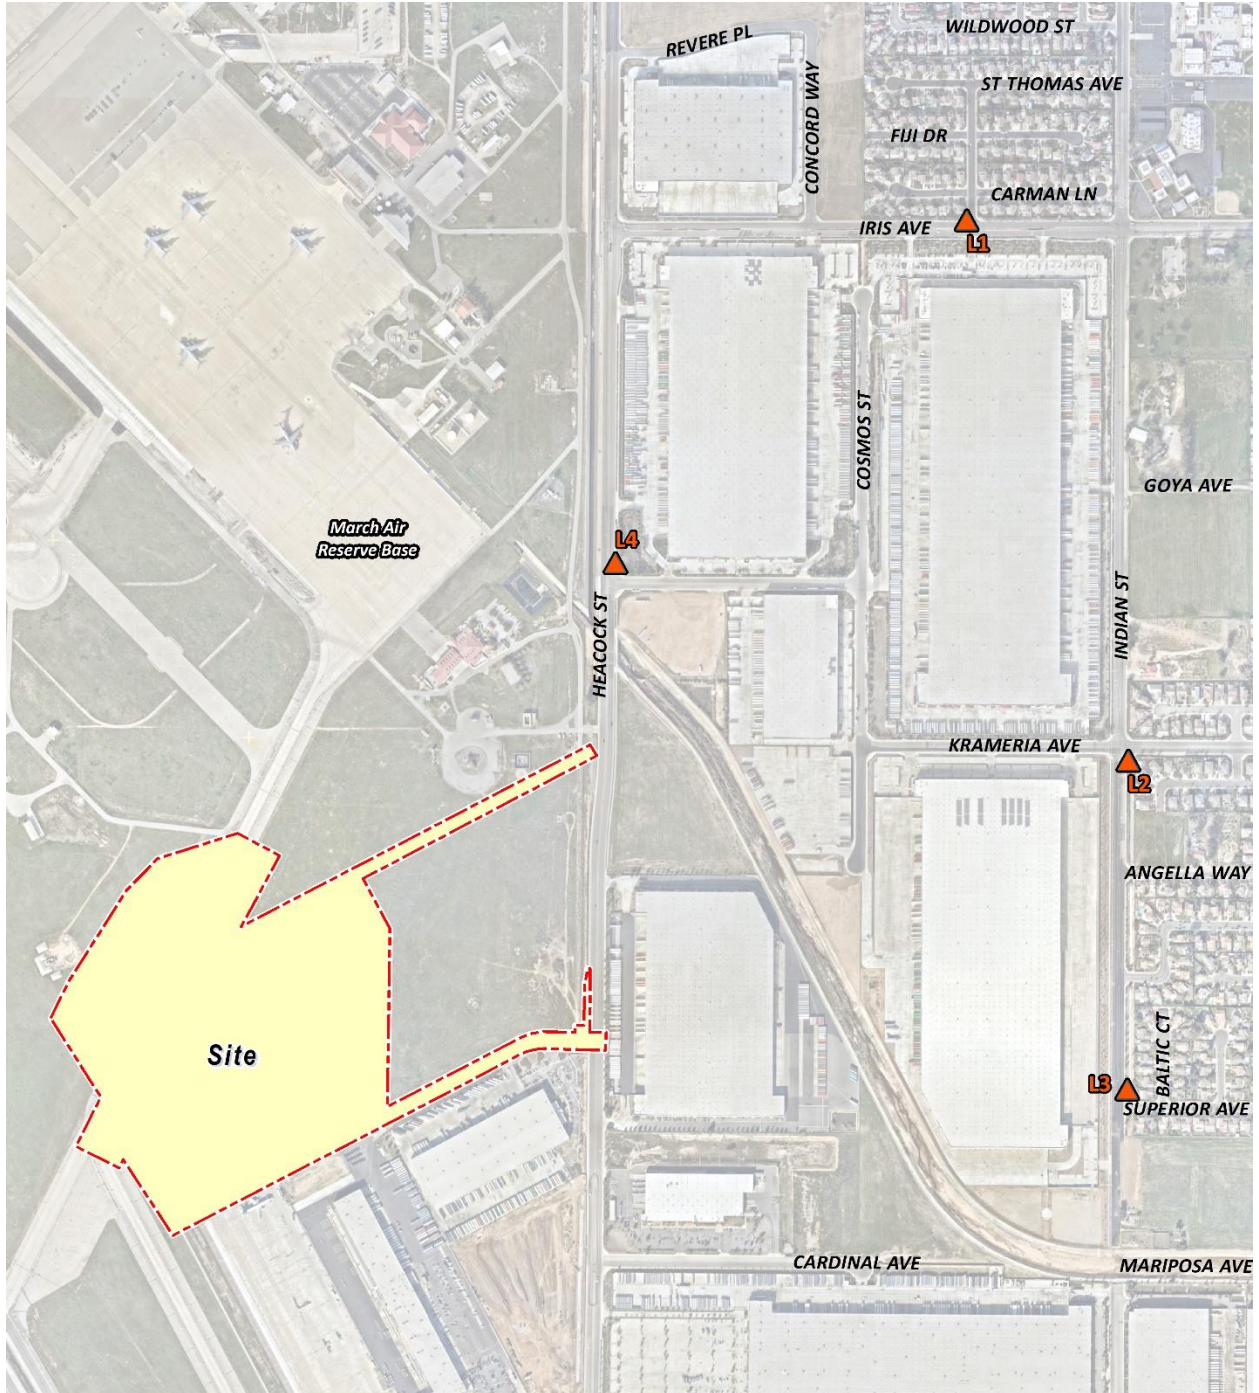 WILDWOOD ST
REVERE PL
ST THOMAS AVE
CONCORD WAY
FIJI DR
CARMAN LN
IRIS AVE
L1
COSMOS ST
GOYA AVE
March Air
Reserve Base
L4
HEACOCK ST
INDIAN ST
KRAMERIA AVE
L2
ANGELLA WAY
Site
BALTIC CT
L3
SUPERIOR AVE
CARDINAL AVE
MARIPOSA AVE